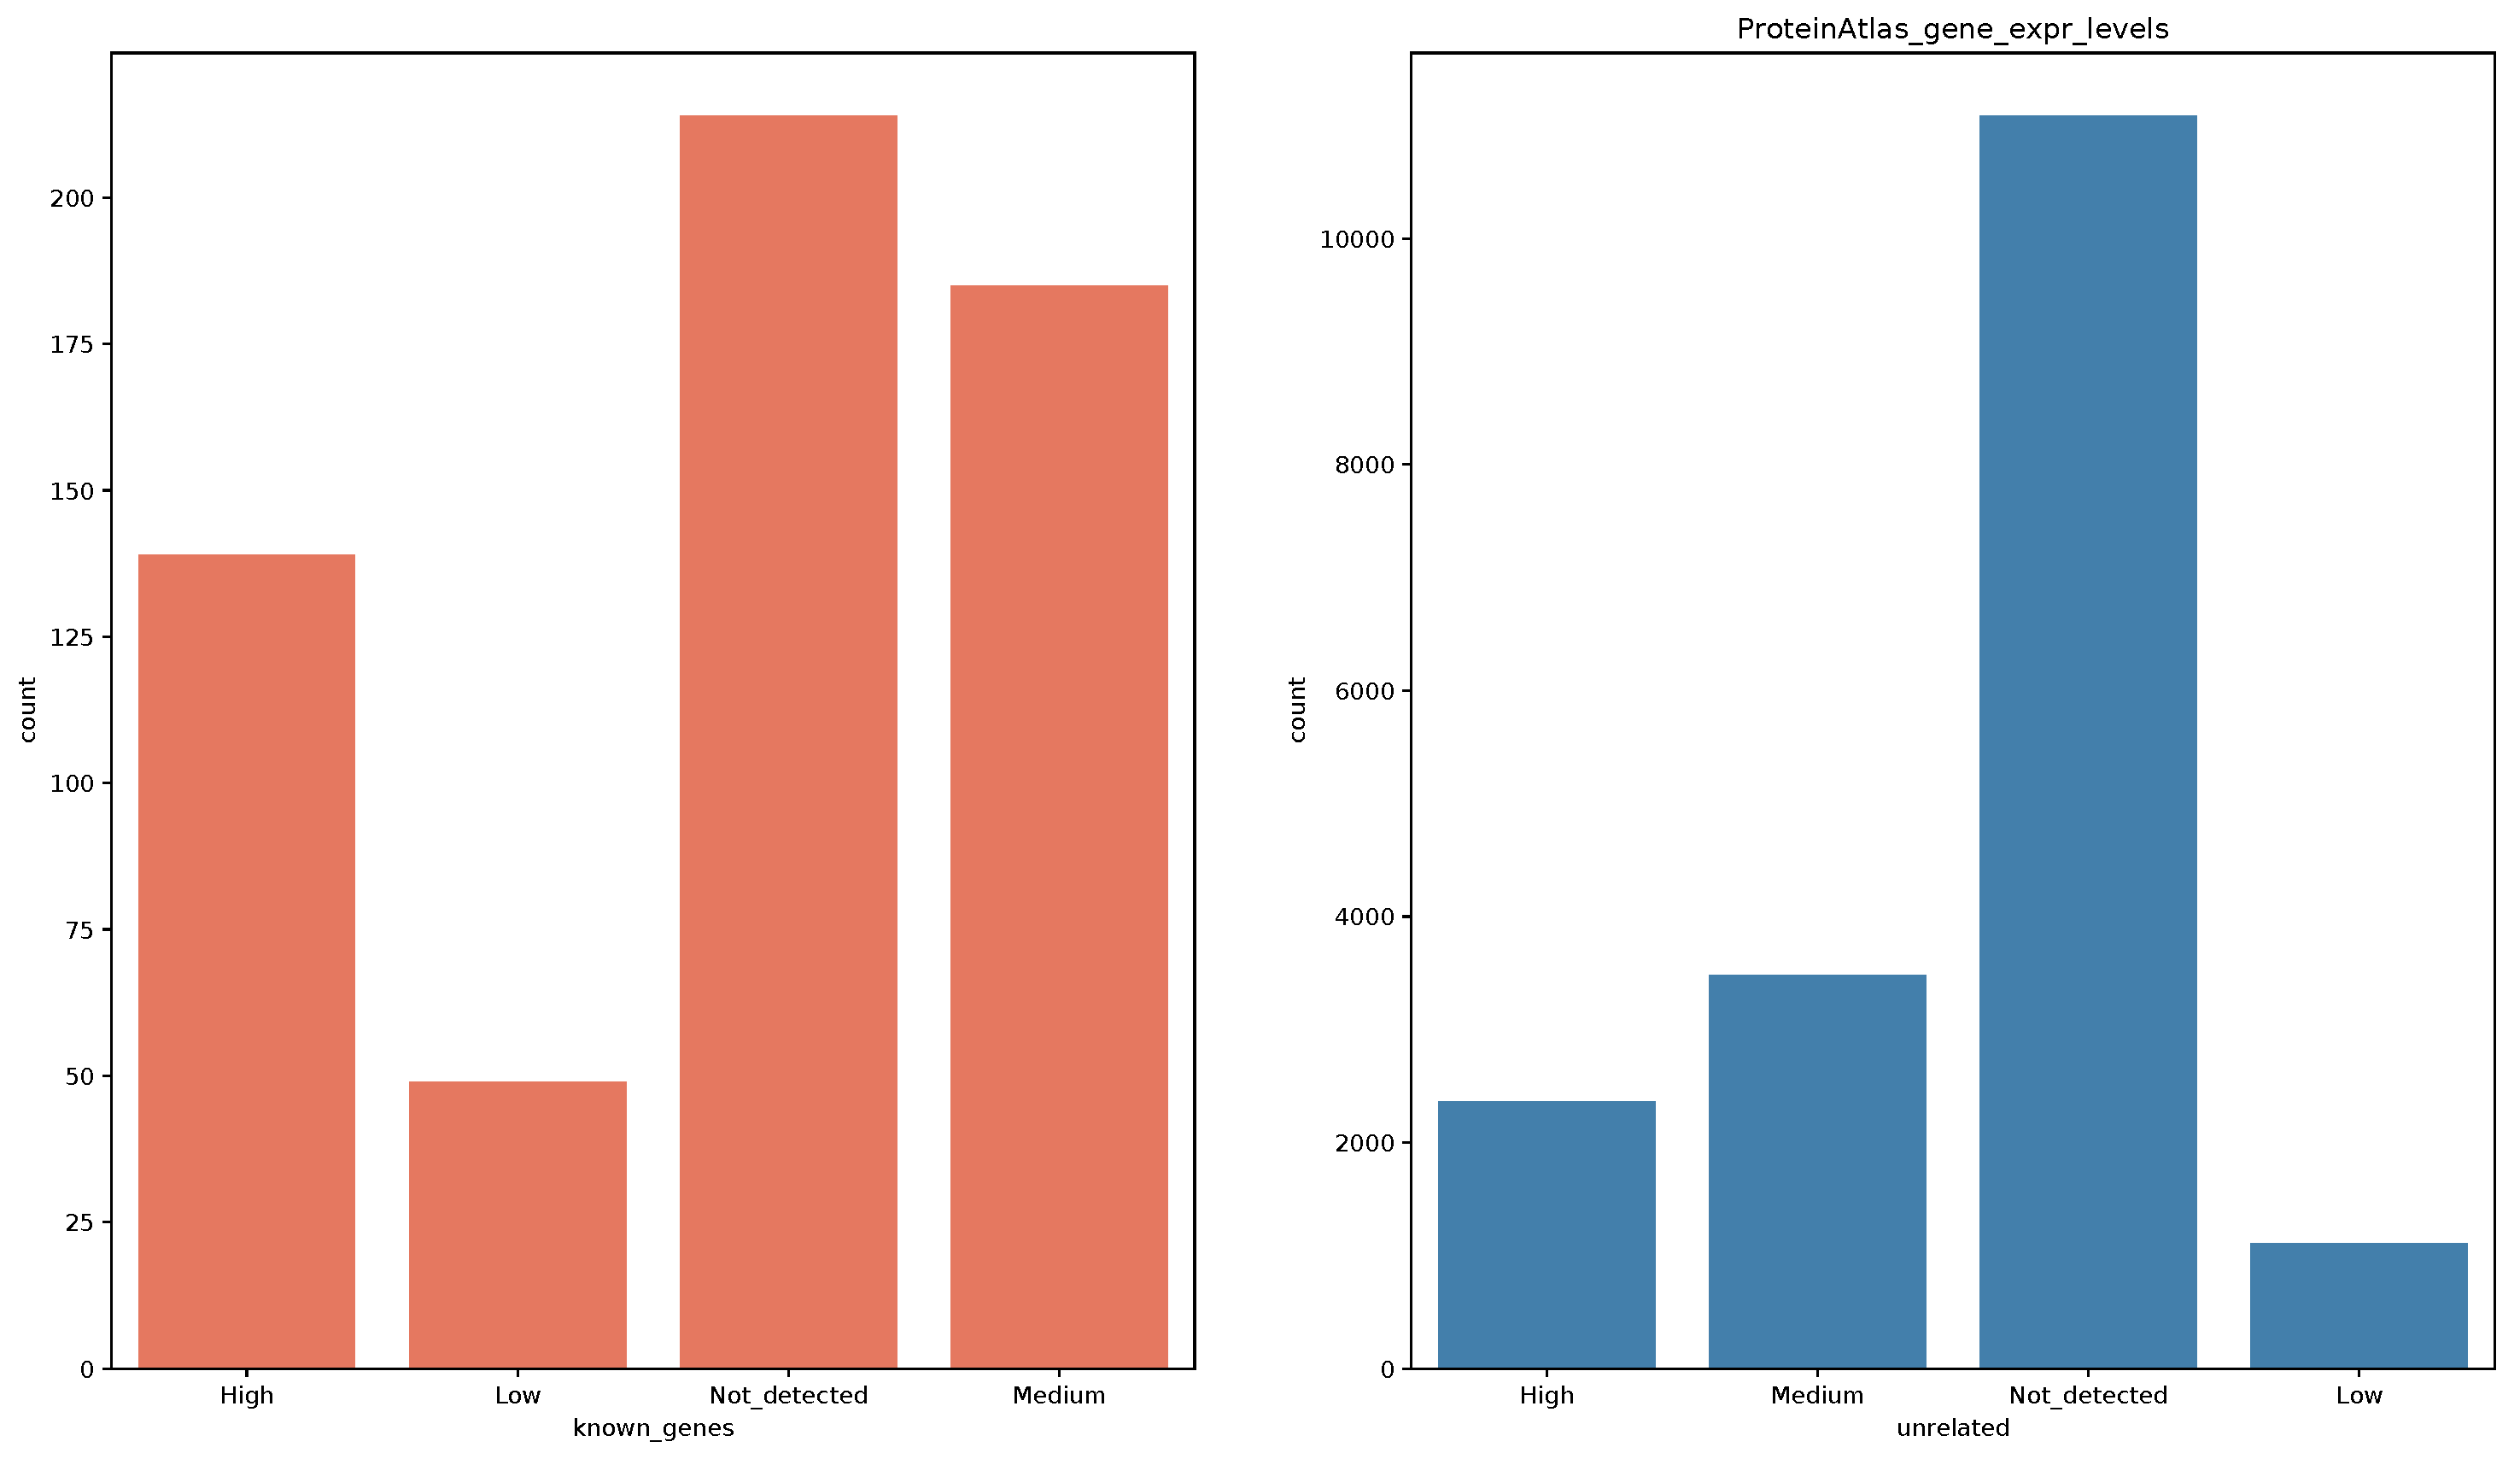 ProteinAtlas_gene_expr_levels
count
200
175
150
125
100
75
50
25
0
High
Low
Not_detected
Medium
known_genes
count
10000
8000
6000
4000
2000
0
High
Medium
Not_detected
Low
unrelated